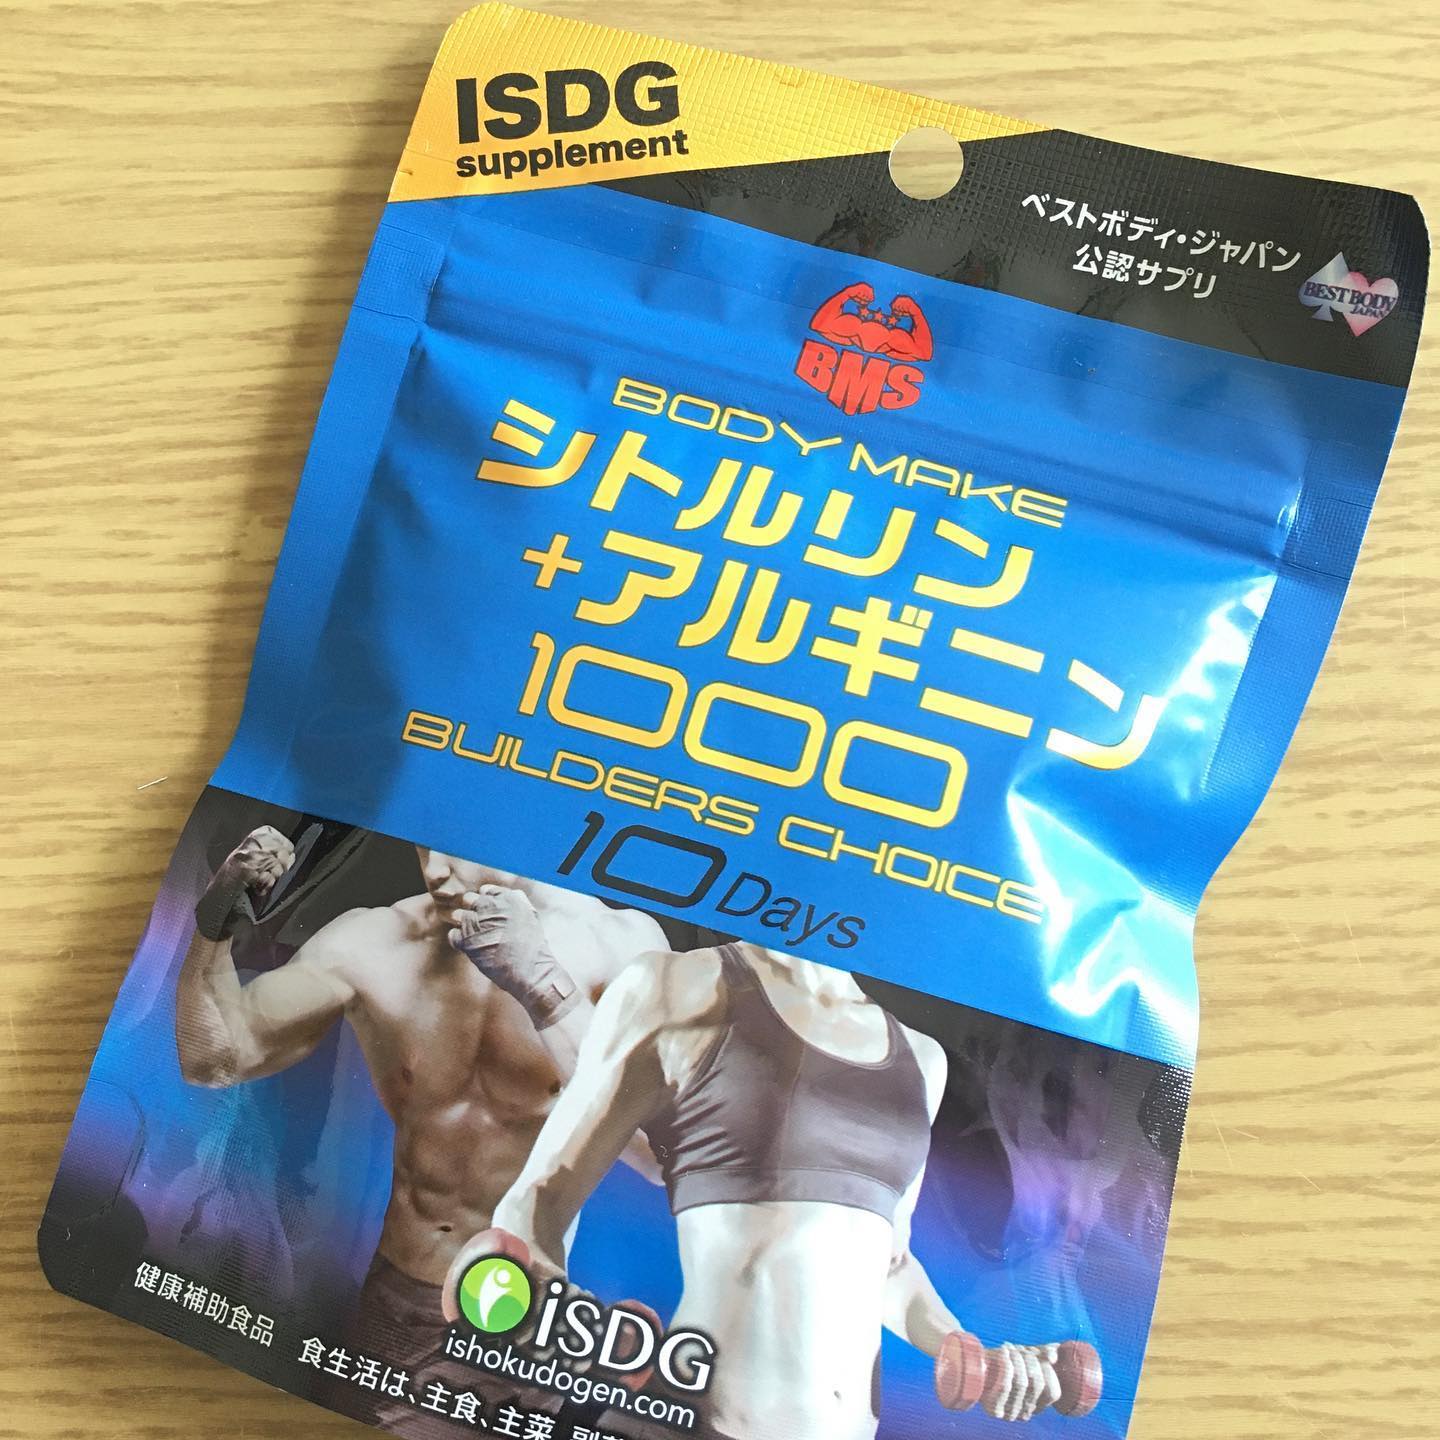 ISDG
supplement
ベストボディ・ジャパン
公認サプリ
BEST BODY
JAPAN
BMS
BODY MAKE
シトルリン
+アルギニン
1000
BUILDERS CHOICE
10 Days
iSDG
ishokudogen.com
健康補助食品 食生活は、主食、主菜、副